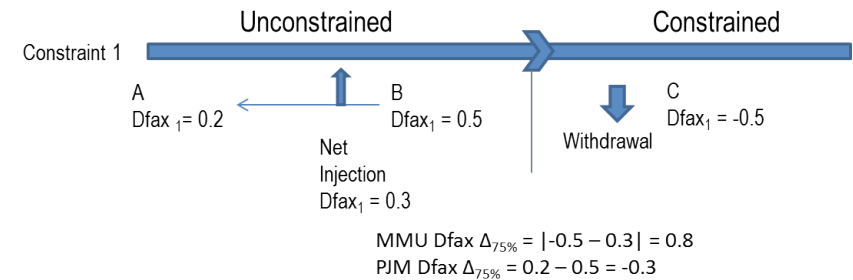 Unconstrained
Constrained
Constraint 1
A
Dfax ₁= 0.2
B
Dfax₁ = 0.5
C
Dfax₁ = -0.5
Net
Injection
Dfax₁ = 0.3
Withdrawal
MMU Dfax Δ₇₅% = |-0.5 – 0.3| = 0.8
PJM Dfax Δ₇₅% = 0.2 – 0.5 = -0.3